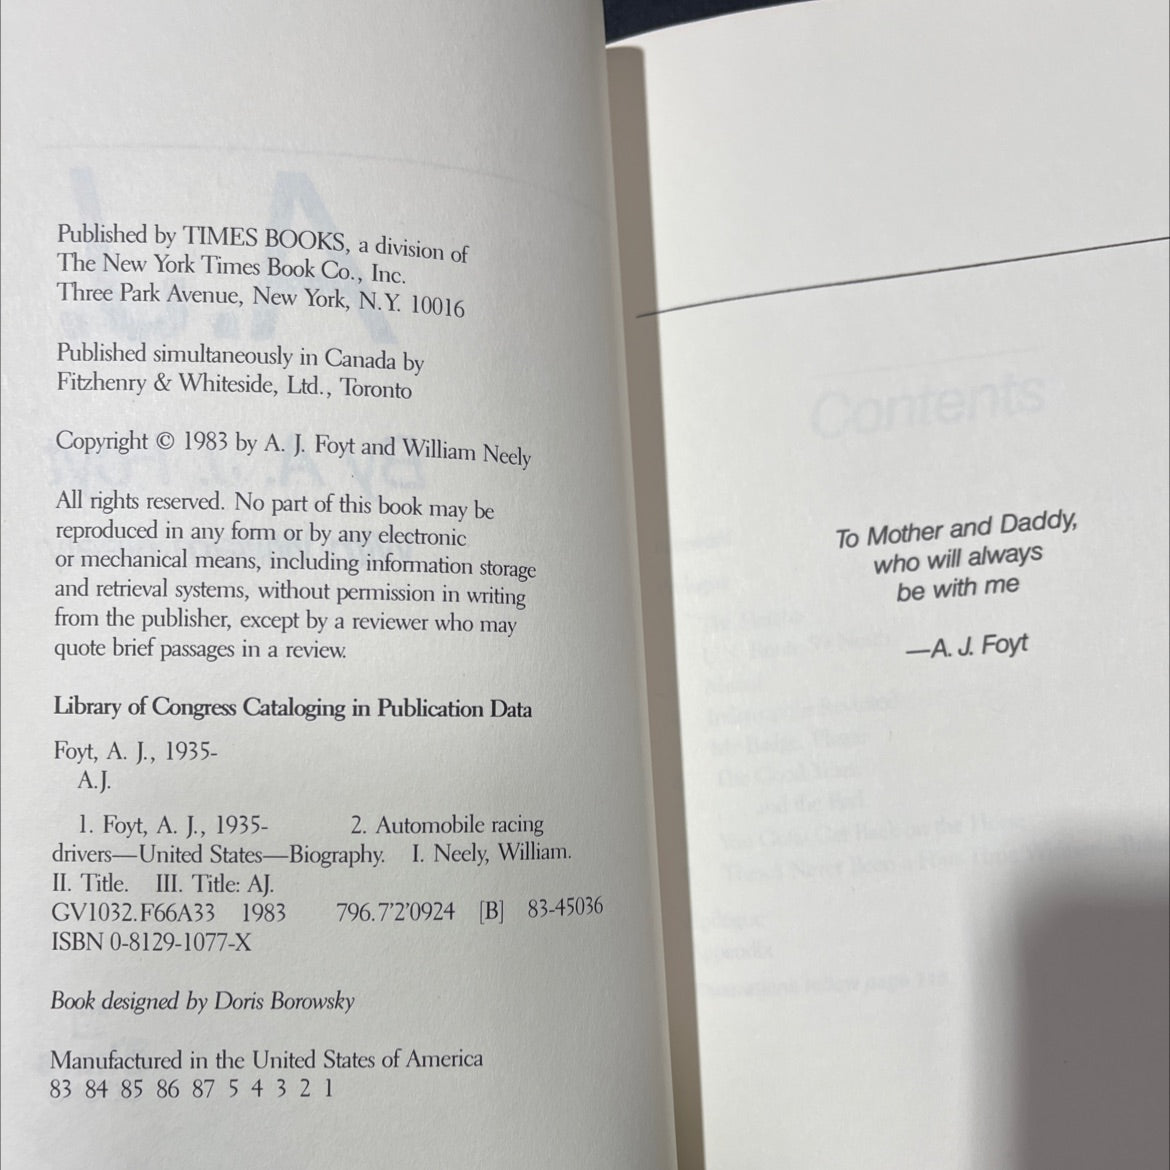 Published by TIMES BOOKS, a division of
The New York Times Book Co., Inc.
Three Park Avenue, New York, N.Y. 10016
Published simultaneously in Canada by
Fitzhenry & Whiteside, Ltd., Toronto
Copyright © 1983 by A. J. Foyt and William Neely
All rights reserved. No part of this book may be
reproduced in any form or by any electronic
or mechanical means, including information storage
and retrieval systems, without permission in writing
from the publisher, except by a reviewer who may
quote brief passages in a review.
Library of Congress Cataloging in Publication Data
Foyt, A. J., 1935-
A.J.
1. Foyt, A. J., 1935- 2. Automobile racing
drivers—United States—Biography. I. Neely, William.
II. Title. III. Title: AJ.
GV1032.F66A33 1983 796.7'2'0924 [B] 83-45036
ISBN 0-8129-1077-X
Book designed by Doris Borowsky
Manufactured in the United States of America
83 84 85 86 87 5 4 3 2 1
Contents
To Mother and Daddy,
who will always
be with me
—A. J. Foyt